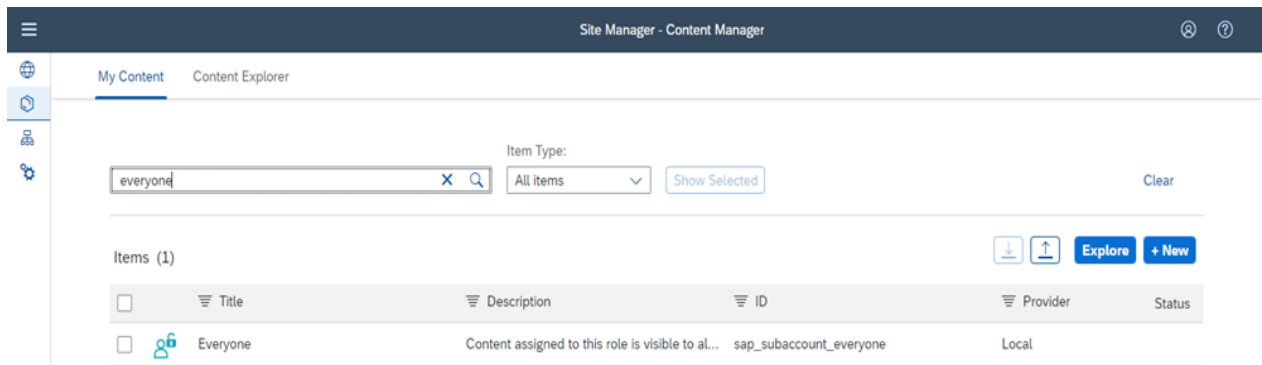 Site Manager - Content Manager
My Content Content Explorer
Item Type:
everyone All items Show Selected Clear
Items (1) Explore + New
Title Description ID Provider Status
Everyone Content assigned to this role is visible to al... sap_subaccount_everyone Local